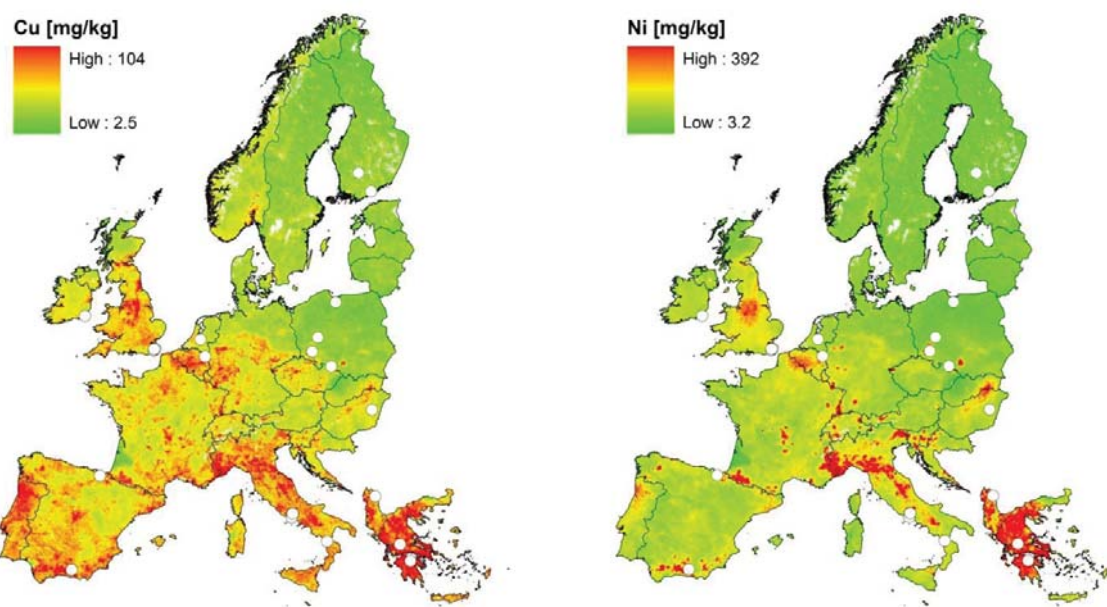 Cu [mg/kg]
High : 104
Low : 2.5
Ni [mg/kg]
High : 392
Low : 3.2